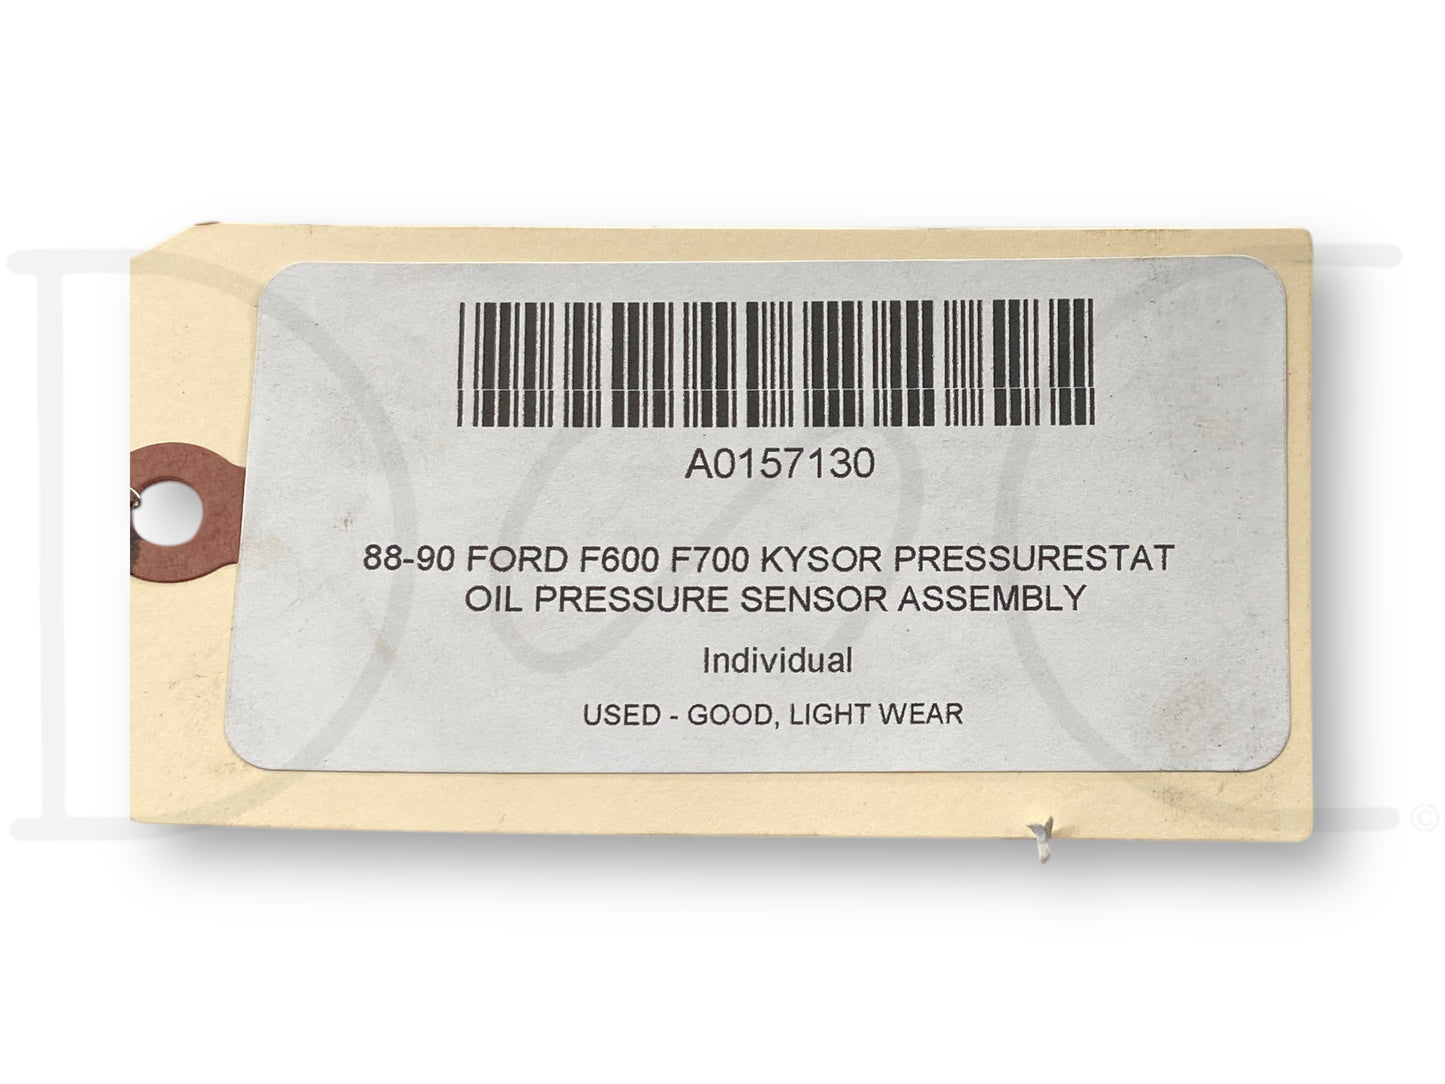 A0157130
88-90 FORD F600 F700 KYSOR PRESSURESTAT
OIL PRESSURE SENSOR ASSEMBLY
Individual
USED - GOOD, LIGHT WEAR
©